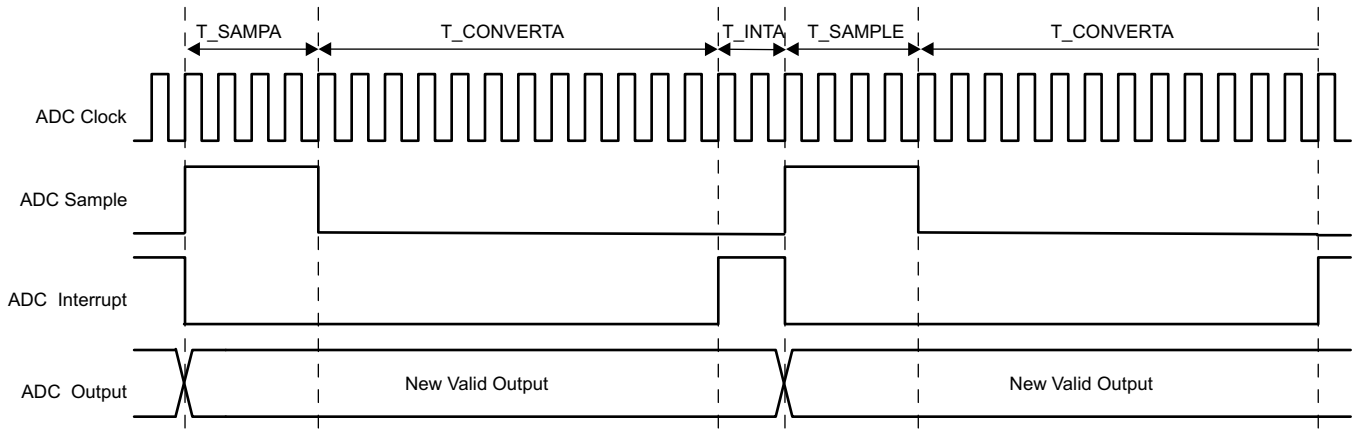 T_SAMPA
T_CONVERTA
T_INTA
T_SAMPLE
T_CONVERTA
ADC Clock
ADC Sample
ADC Interrupt
ADC Output
New Valid Output
New Valid Output